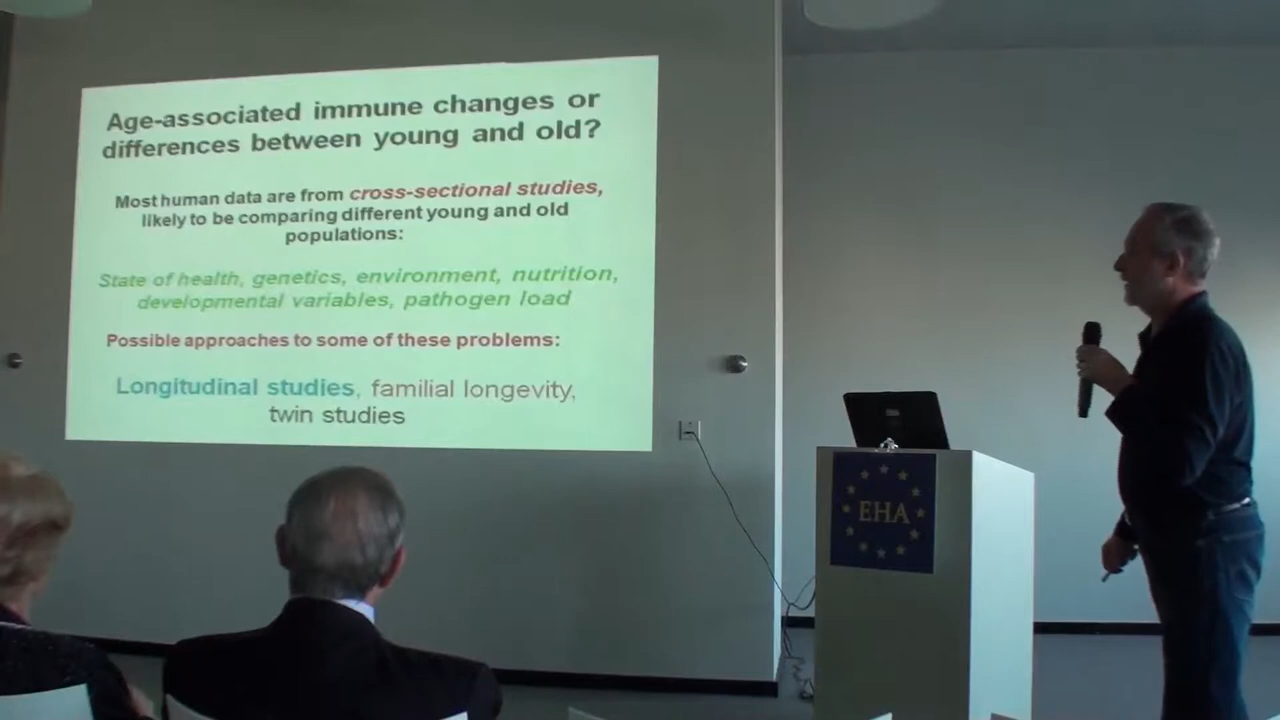 Age-associated immune changes or
differences between young and old?
Most human data are from cross-sectional studies,
likely to be comparing different young and old
populations:
State of health, genetics, environment, nutrition,
developmental variables, pathogen load
Possible approaches to some of these problems:
Longitudinal studies, familial longevity,
twin studies
EHA